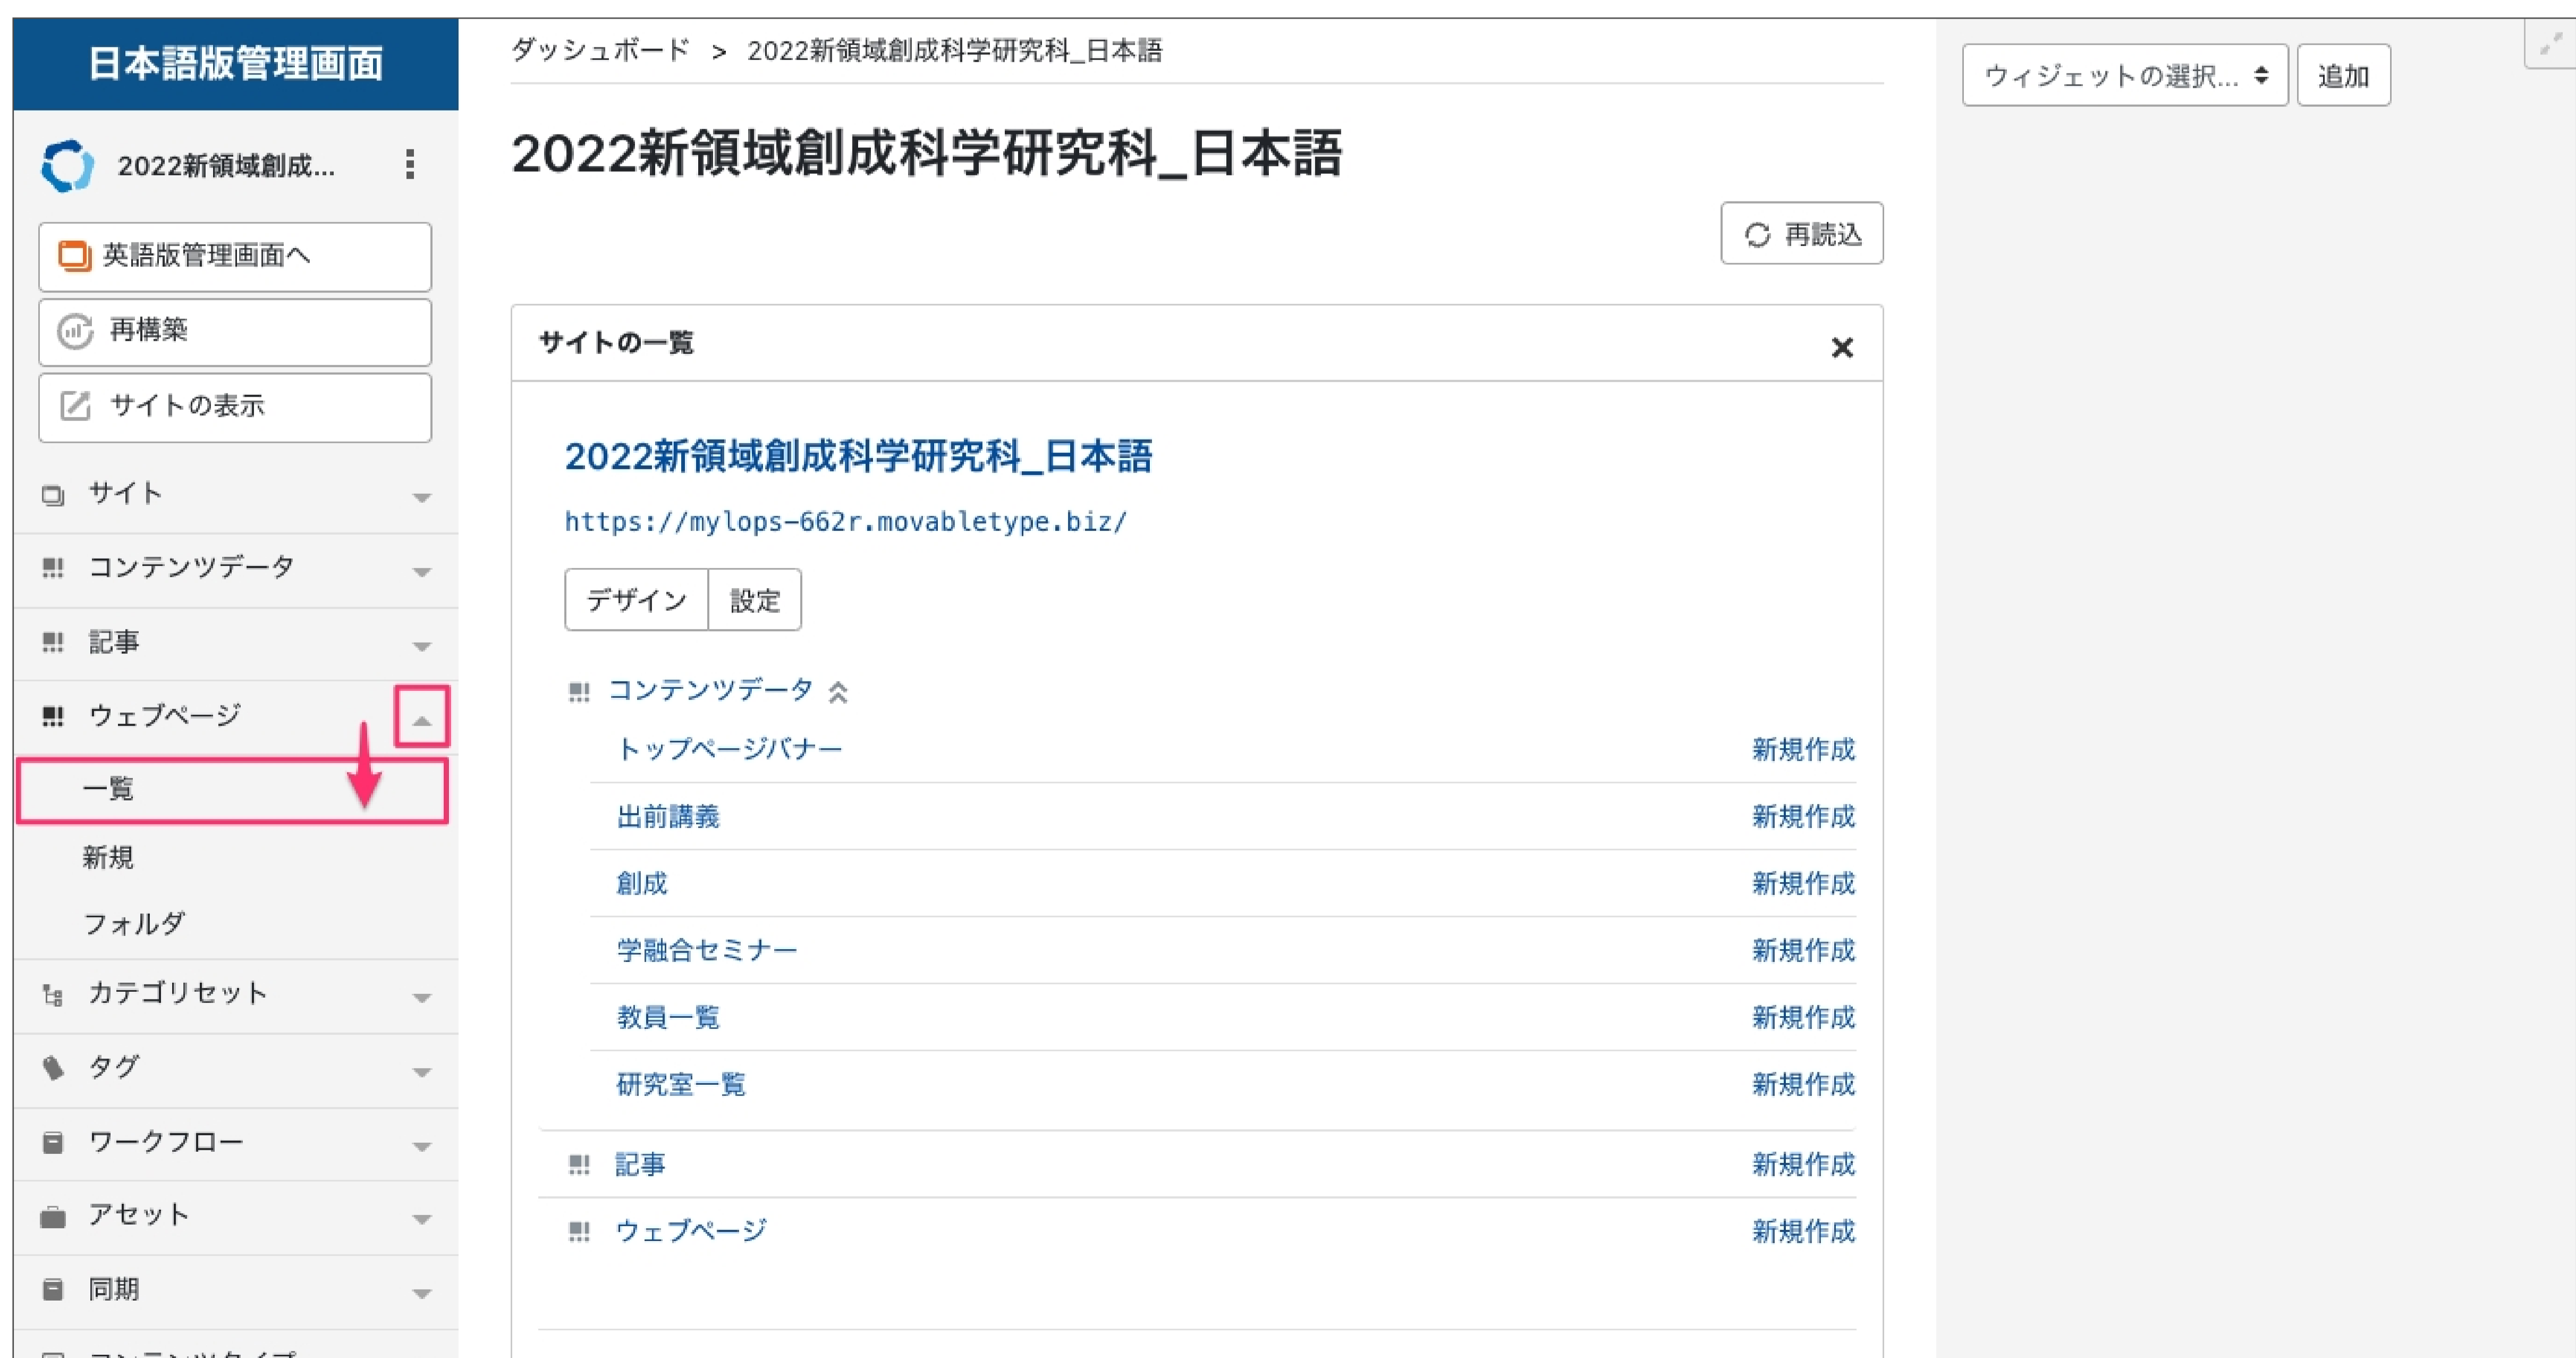 日本語版管理画面
2022新領域創成...
英語版管理画面へ
再構築
サイトの表示
サイト
コンテンツデータ
記事
ウェブページ
一覧
新規
フォルダ
カテゴリセット
タグ
ワークフロー
アセット
同期
コンテンツタイプ
ダッシュボード > 2022新領域創成科学研究科_日本語
2022新領域創成科学研究科_日本語
再読込
サイトの一覧
2022新領域創成科学研究科_日本語
https://mylops-662r.movabletype.biz/
デザイン 設定
コンテンツデータ
トップページバナー 新規作成
出前講義 新規作成
創成 新規作成
学融合セミナー 新規作成
教員一覧 新規作成
研究室一覧 新規作成
記事 新規作成
ウェブページ 新規作成
ウィジェットの選択... 追加